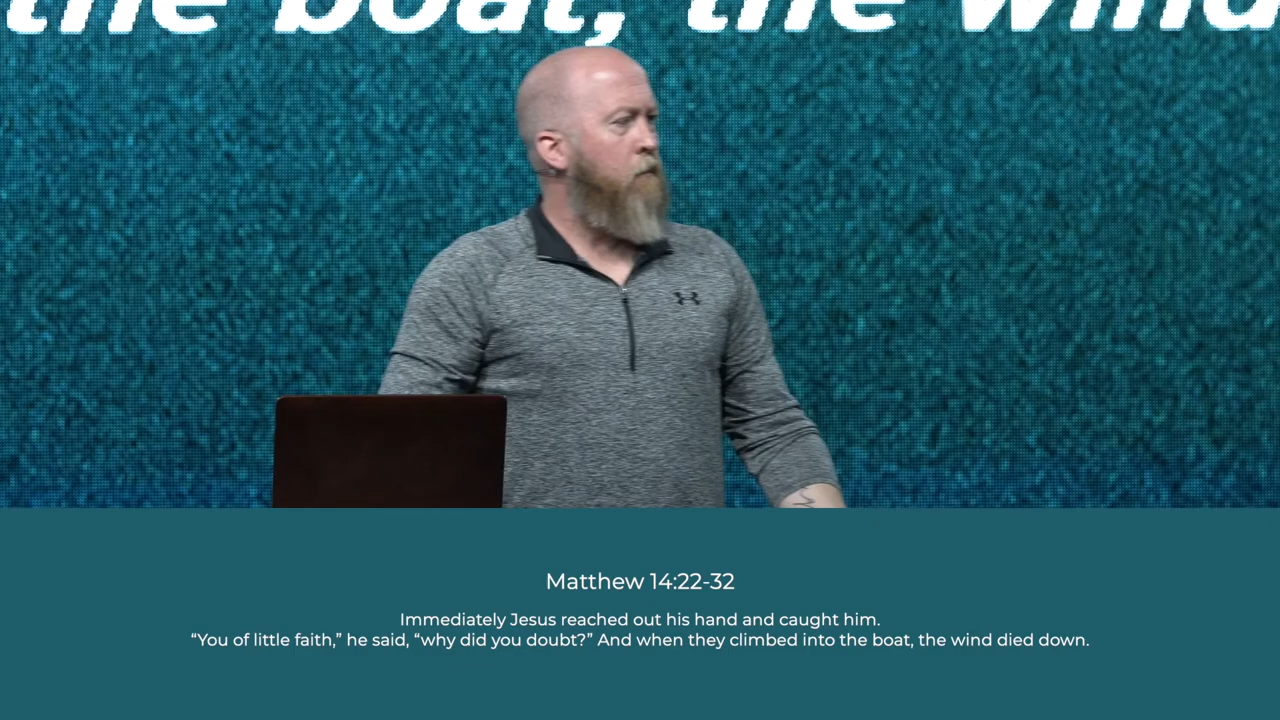 the boat, the wind
Matthew 14:22-32
Immediately Jesus reached out his hand and caught him.
“You of little faith,” he said, “why did you doubt?” And when they climbed into the boat, the wind died down.